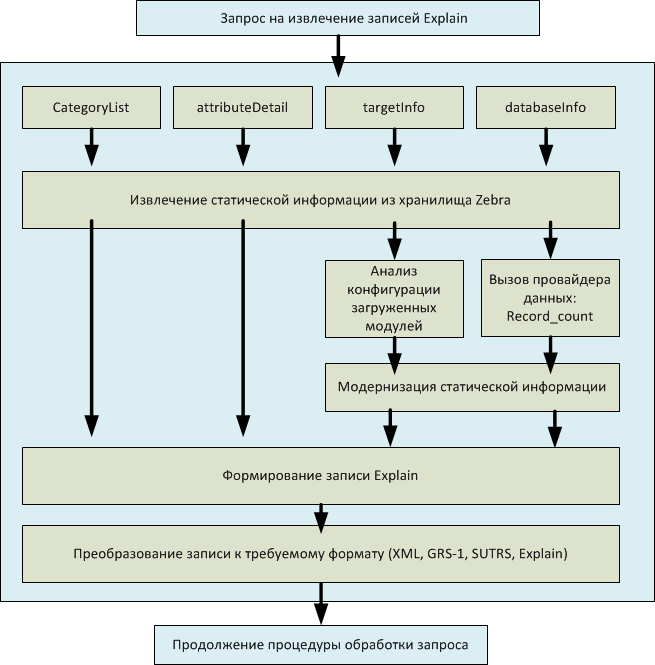 Запрос на извлечение записей Explain
CategoryList
attributeDetail
targetInfo
databaseInfo
Извлечение статической информации из хранилища Zebra
Анализ
конфигурации
загруженных
модулей
Вызов провайдера
данных:
Record_count
Модернизация статической информации
Формирование записи Explain
Преобразование записи к требуемому формату (XML, GRS-1, SUTRS, Explain)
Продолжение процедуры обработки запроса